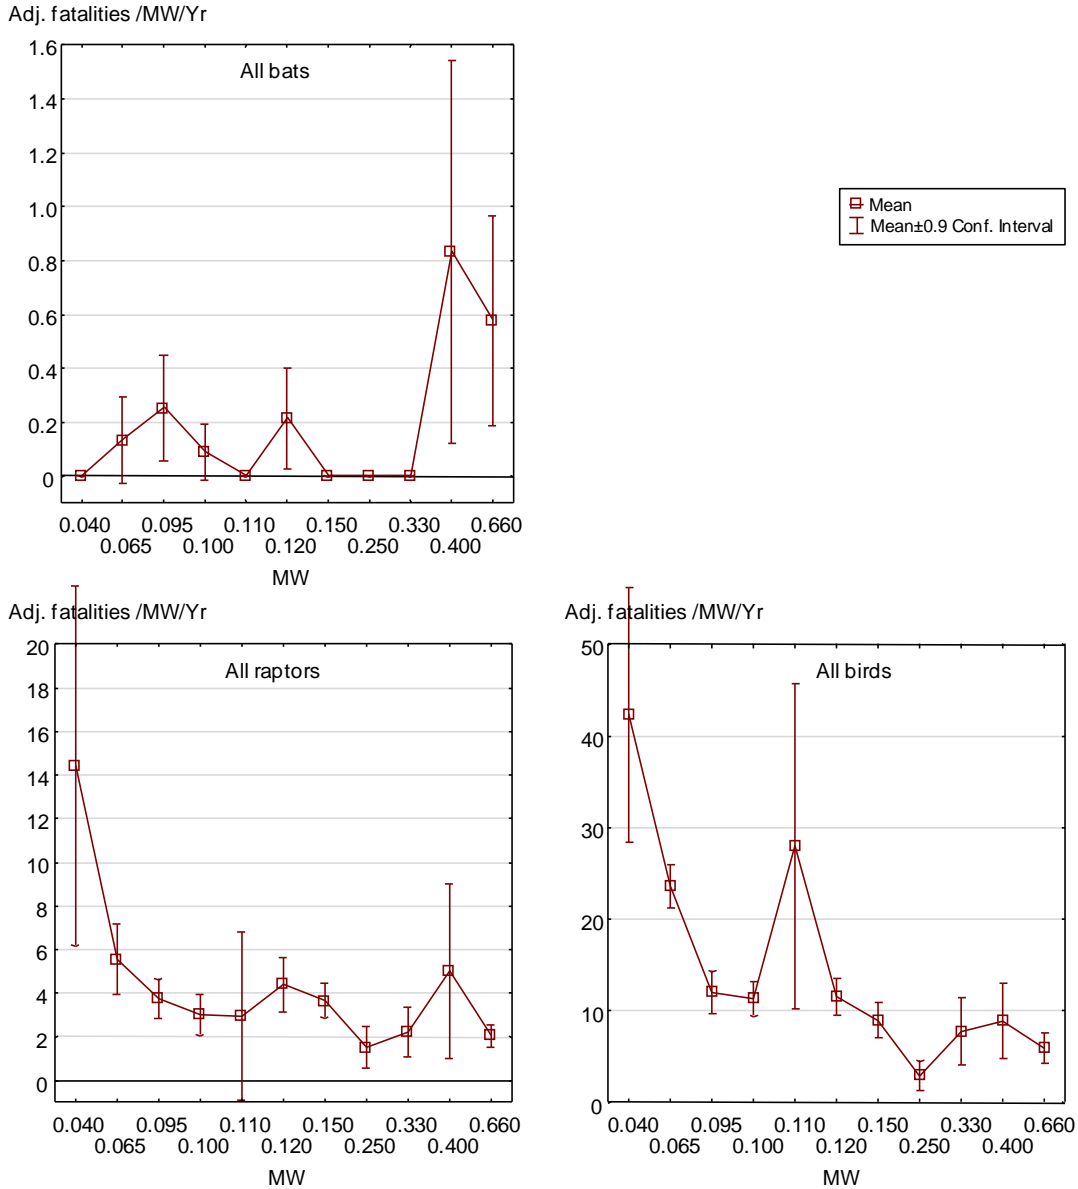 Adj. fatalities /MW/Yr
All bats
1.6
1.4
1.2
1.0
0.8
0.6
0.4
0.2
0
0.040 0.095 0.110 0.150 0.330 0.660
0.065 0.100 0.120 0.250 0.400
MW
Mean
Mean±0.9 Conf. Interval
Adj. fatalities /MW/Yr
All raptors
20
18
16
14
12
10
8
6
4
2
0
0.040 0.095 0.110 0.150 0.330 0.660
0.065 0.100 0.120 0.250 0.400
MW
Adj. fatalities /MW/Yr
All birds
50
40
30
20
10
0
0.040 0.095 0.110 0.150 0.330 0.660
0.065 0.100 0.120 0.250 0.400
MW